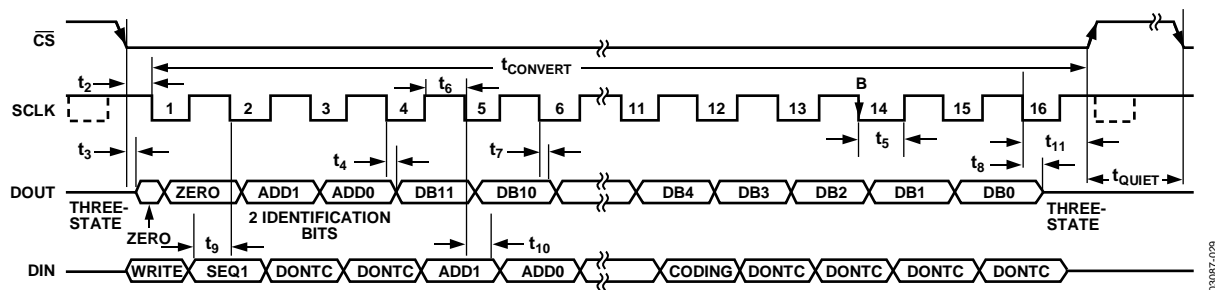 CS
tCONVERT
t2
t6
B
SCLK
1 2 3 4 5 6 11 12 13 14 15 16
t3
t4
t7
t5
t8
t11
DOUT
ZERO ADD1 ADD0 DB11 DB10 DB4 DB3 DB2 DB1 DB0
tQUIET
THREE-
STATE
ZERO
2 IDENTIFICATION
BITS
THREE-
STATE
t9
t10
DIN
WRITE SEQ1 DONTC DONTC ADD1 ADD0 CODING DONTC DONTC DONTC DONTC
03087-029